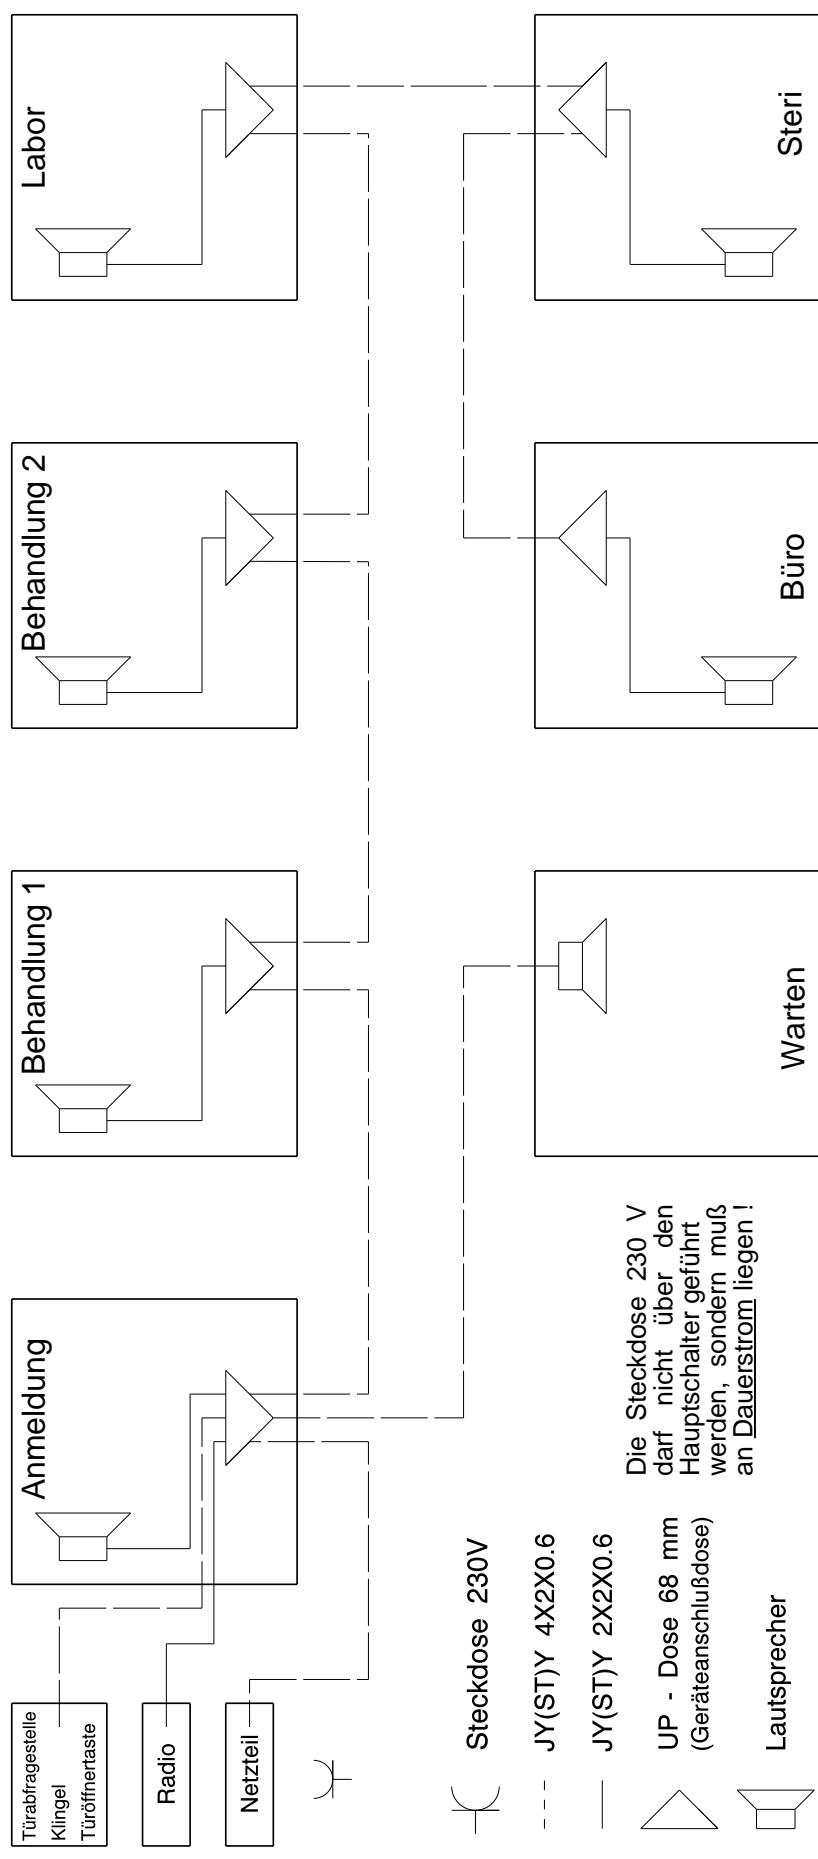 Türabfragestelle
Klingel
Türöffnertaste
Radio
Netzteil
Anmeldung
Behandlung 1
Behandlung 2
Labor
Warten
Büro
Steri
Steckdose 230V
JY(ST)Y 4X2X0.6
JY(ST)Y 2X2X0.6
UP - Dose 68 mm
(Geräteanschlußdose)
Lautsprecher
Die Steckdose 230 V
darf nicht über den
Hauptschalter geführt
werden, sondern muß
an Dauerstrom liegen !